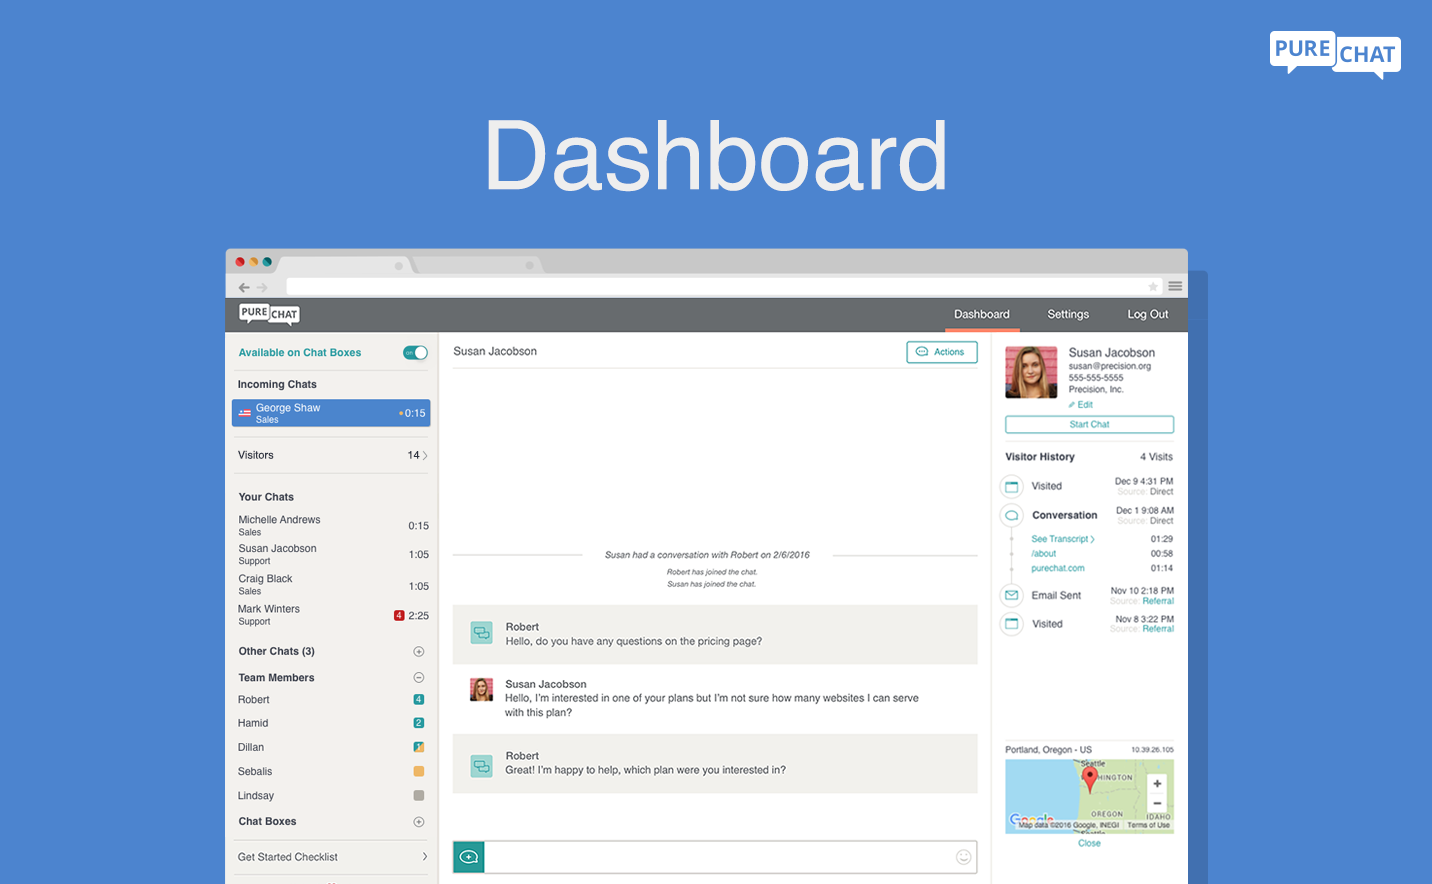 PURE CHAT
Dashboard
PURE CHAT
Dashboard
Settings
Log Out
Available on Chat Boxes
Incoming Chats
George Shaw
Sales
0:15
Visitors
14
Your Chats
Michelle Andrews
Sales
0:15
Susan Jacobson
Support
1:05
Craig Black
Sales
1:05
Mark Winters
Support
4 2:25
Other Chats (3)
Team Members
Robert
4
Hamid
2
Dillan
Sebalis
Lindsay
Chat Boxes
Get Started Checklist
Susan Jacobson
Actions
Susan had a conversation with Robert on 2/6/2016
Robert has joined the chat.
Susan has joined the chat.
Robert
Hello, do you have any questions on the pricing page?
Susan Jacobson
Hello, I'm interested in one of your plans but I'm not sure how many websites I can serve
with this plan?
Robert
Great! I'm happy to help, which plan were you interested in?
Susan Jacobson
susan@precision.org
555-555-5555
Precision, Inc.
Edit
Start Chat
Visitor History
4 Visits
Visited
Dec 9 4:31 PM
Source: Direct
Conversation
Dec 1 9:08 AM
Source: Direct
See Transcript
01:29
/about
00:58
purechat.com
01:14
Email Sent
Nov 10 2:18 PM
Source: Referral
Visited
Nov 8 3:22 PM
Source: Referral
Portland, Oregon - US
10.39.26.105
Seattle
HINGTON
OREGON
IDAHO
Google
Map data ©2016 Google, INEGI
Terms of Use
Seattle
Close